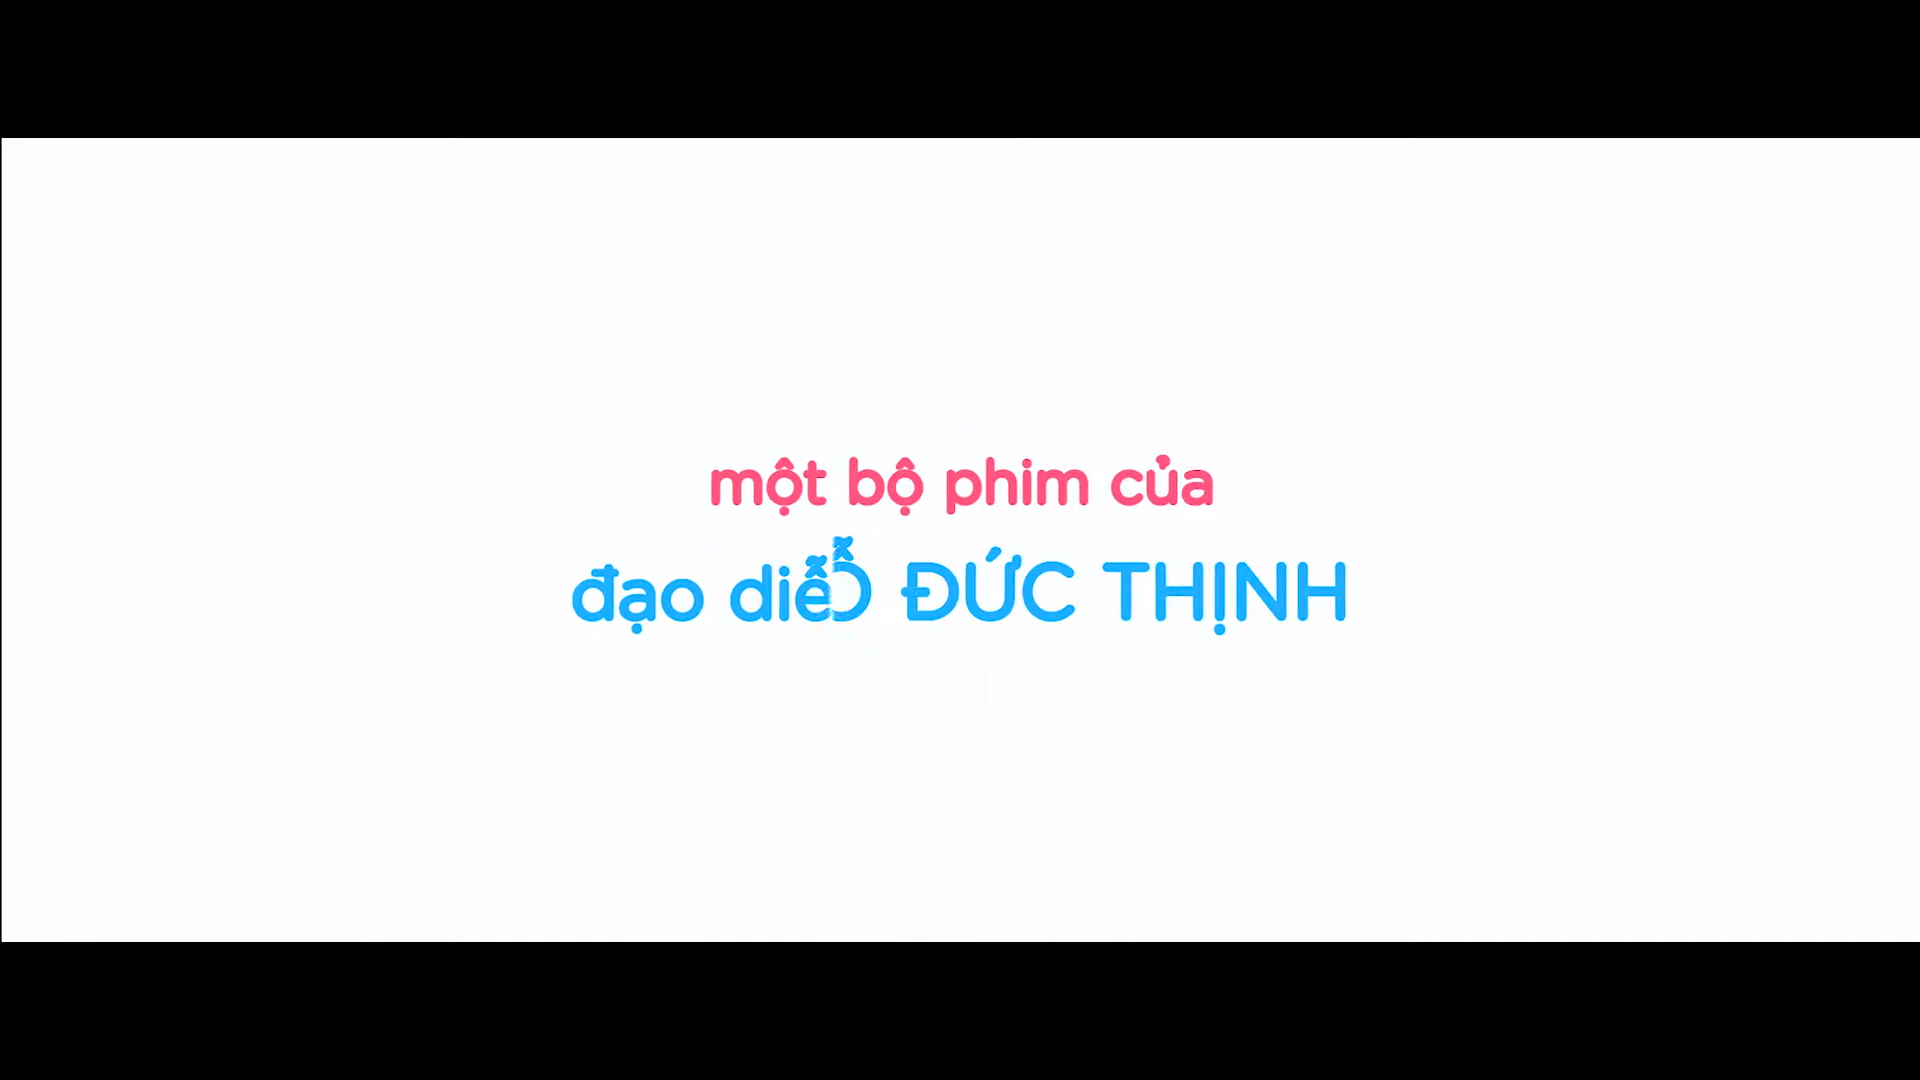 một bộ phim của
đạo ĐỨC THỊNH